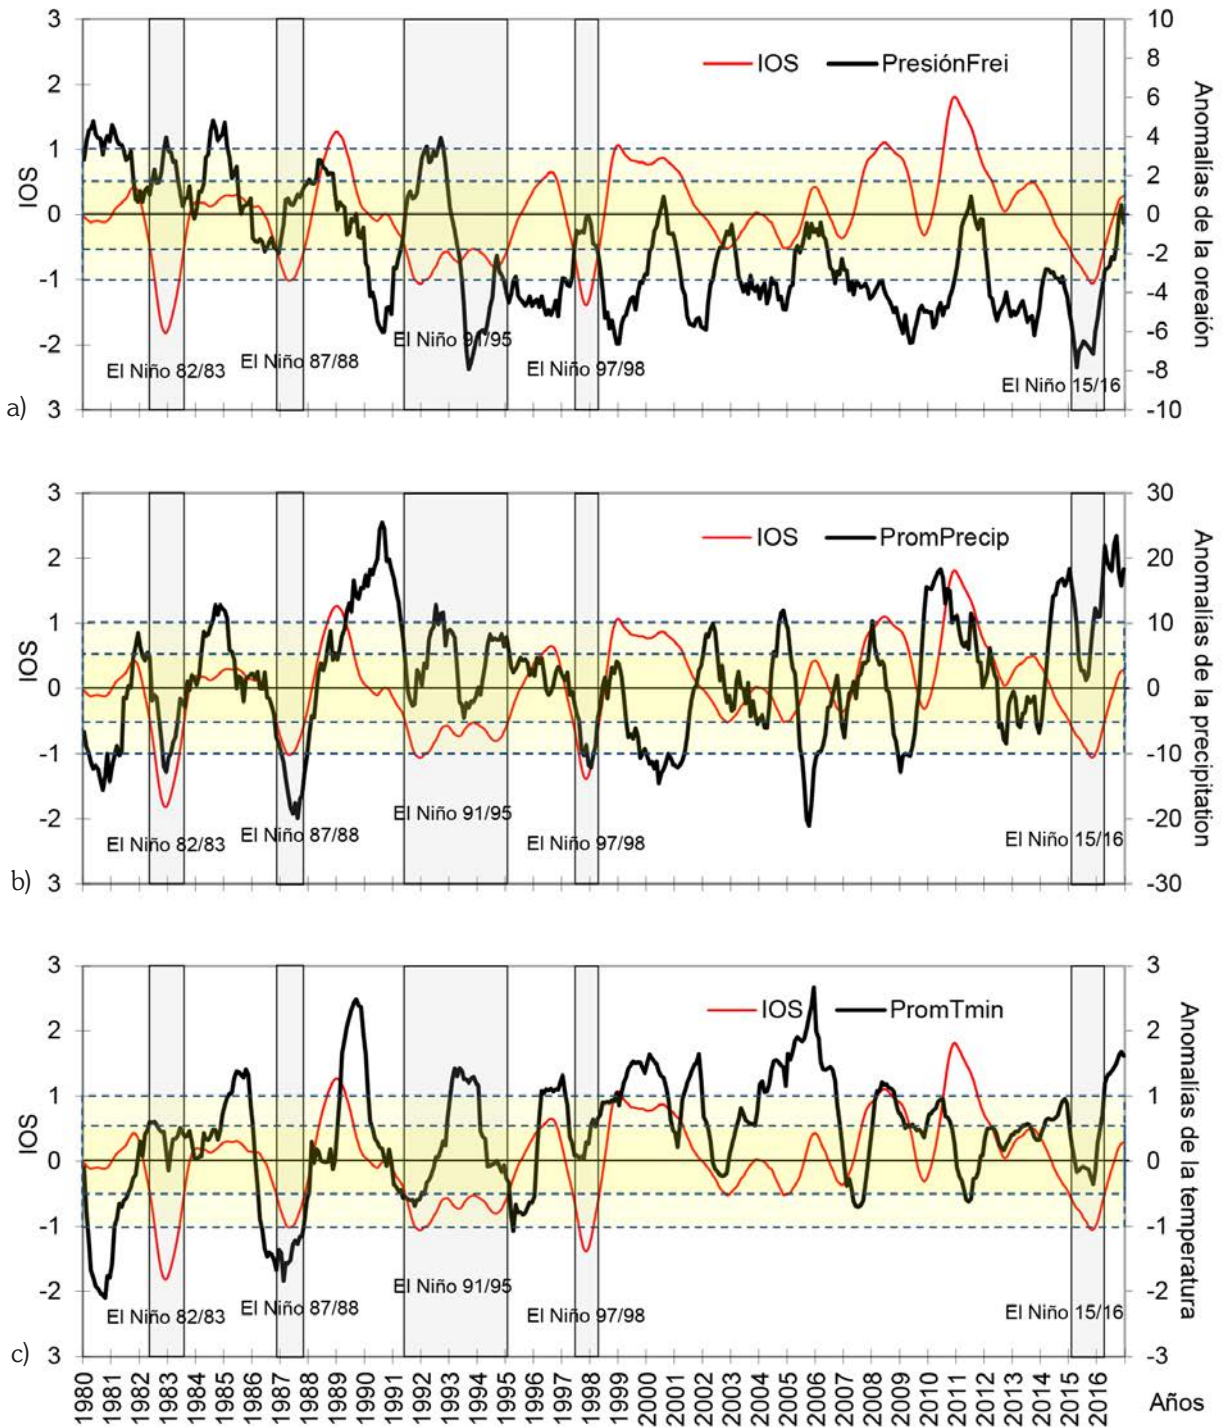 3
2
1
0
-1
-2
3
IOS
IOS PresiónFrei
10
8
6
4
2
0
-2
-4
-6
-8
-10
Anomalías de la oreaión
El Niño 82/83
El Niño 87/88
El Niño 91/95
El Niño 97/98
El Niño 15/16
a)
3
2
1
0
-1
-2
3
IOS
IOS PromPrecip
30
20
10
0
-10
-20
-30
Anomalías de la precipitation
El Niño 82/83
El Niño 87/88
El Niño 91/95
El Niño 97/98
El Niño 15/16
b)
3
2
1
0
-1
-2
3
IOS
IOS PromTmin
3
2
1
0
-1
-2
-3
Anomalías de la temperatura
El Niño 82/83
El Niño 87/88
El Niño 91/95
El Niño 97/98
El Niño 15/16
c)
1980 1981 1982 1983 1984 1985 1986 1987 1988 1989 1990 1991 1992 1993 1994 1995 1996 1997 1998 1999 2000 2001 2002 2003 2004 2005 2006 2007 2008 2009 2010 2011 2012 2013 2014 2015 2016
Años